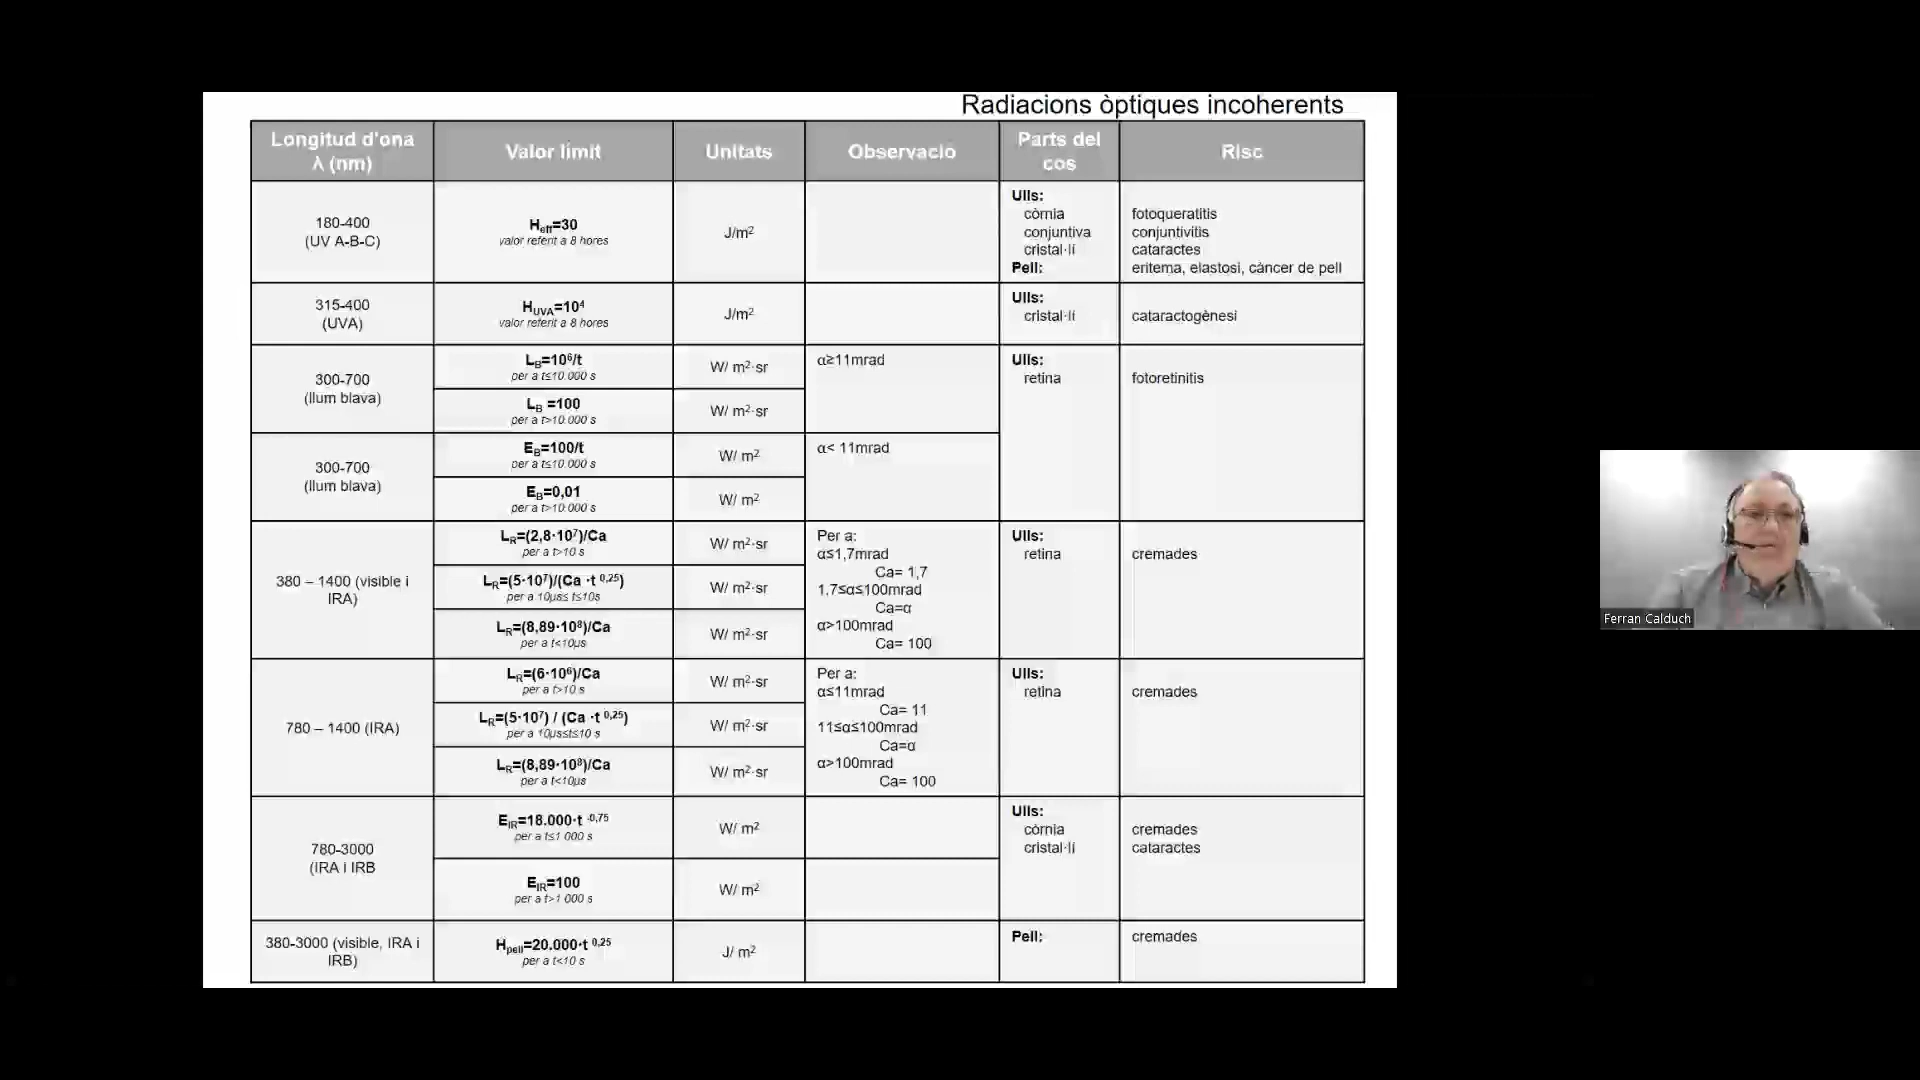 Radiacions òptiques incoherents
Longitud d'ona
λ (nm)
Valor límit
Unitats
Observació
Parts del
cos
Risc
180-400
(UV A-B-C)
Heff=30
valor referit a 8 hores
J/m²
Ulls:
còrnia
conjuntiva
cristal·lí
Pell:
fotoqueratitis
conjuntivitis
cataractes
eritema, elastosi, càncer de pell
315-400
(UVA)
HUVA=10⁴
valor referit a 8 hores
J/m²
Ulls:
cristal·lí
cataractogènesi
300-700
(llum blava)
LB=10⁶/t
per a t≤10.000 s
W/ m²·sr
α≥11mrad
Ulls:
retina
fotoretinitis
LB =100
per a t>10.000 s
W/ m²·sr
300-700
(llum blava)
EB=100/t
per a t≤10.000 s
W/ m²
α< 11mrad
EB=0,01
per a t>10.000 s
W/ m²
380 – 1400 (visible i
IRA)
LR=(2,8·10⁷)/Ca
per a t>10 s
W/ m²·sr
LR=(5·10⁷)/(Ca ·t 0,25)
per a 10µs≤ t≤10s
W/ m²·sr
LR=(8,89·10⁸)/Ca
per a t<10µs
W/ m²·sr
Per a:
α≤1,7mrad
Ca= 1,7
1,7≤α≤100mrad
Ca=α
α>100mrad
Ca= 100
Ulls:
retina
cremades
780 – 1400 (IRA)
LR=(6·10⁶)/Ca
per a t>10 s
W/ m²·sr
LR=(5·10⁷) / (Ca ·t 0,25)
per a 10µs≤t≤10 s
W/ m²·sr
LR=(8,89·10⁸)/Ca
per a t<10µs
W/ m²·sr
Per a:
α≤11mrad
Ca= 11
11≤α≤100mrad
Ca=α
α>100mrad
Ca= 100
Ulls:
retina
cremades
780-3000
(IRA i IRB
EIR=18.000·t -0,75
per a t≤1.000 s
W/ m²
EIR=100
per a t>1.000 s
W/ m²
Ulls:
còrnia
cristal·lí
cremades
cataractes
380-3000 (visible, IRA i
IRB)
Hpell=20.000·t 0,25
per a t<10 s
J/ m²
Pell:
cremades
Ferran Calduch